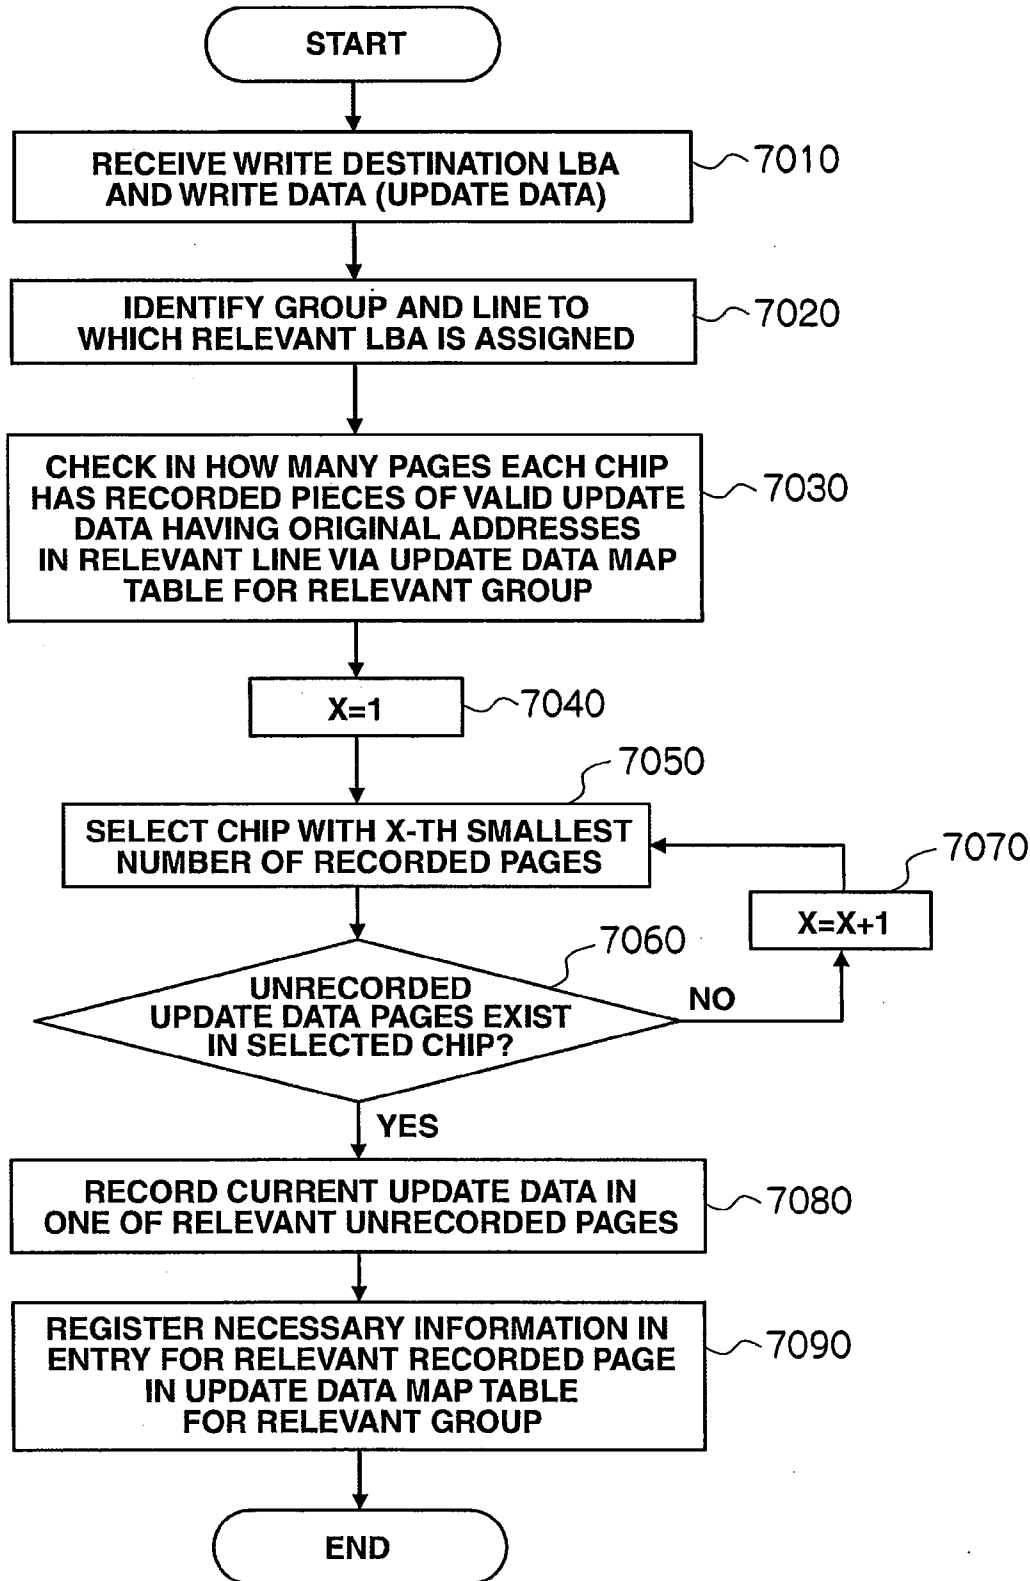 START
RECEIVE WRITE DESTINATION LBA
AND WRITE DATA (UPDATE DATA)
7010
IDENTIFY GROUP AND LINE TO
WHICH RELEVANT LBA IS ASSIGNED
7020
CHECK IN HOW MANY PAGES EACH CHIP
HAS RECORDED PIECES OF VALID UPDATE
DATA HAVING ORIGINAL ADDRESSES
IN RELEVANT LINE VIA UPDATE DATA MAP
TABLE FOR RELEVANT GROUP
7030
X=1
7040
7050
SELECT CHIP WITH X-TH SMALLEST
NUMBER OF RECORDED PAGES
7070
X=X+1
7060
UNRECORDED
UPDATE DATA PAGES EXIST
IN SELECTED CHIP?
NO
YES
RECORD CURRENT UPDATE DATA IN
ONE OF RELEVANT UNRECORDED PAGES
7080
REGISTER NECESSARY INFORMATION IN
ENTRY FOR RELEVANT RECORDED PAGE
IN UPDATE DATA MAP TABLE
FOR RELEVANT GROUP
7090
END